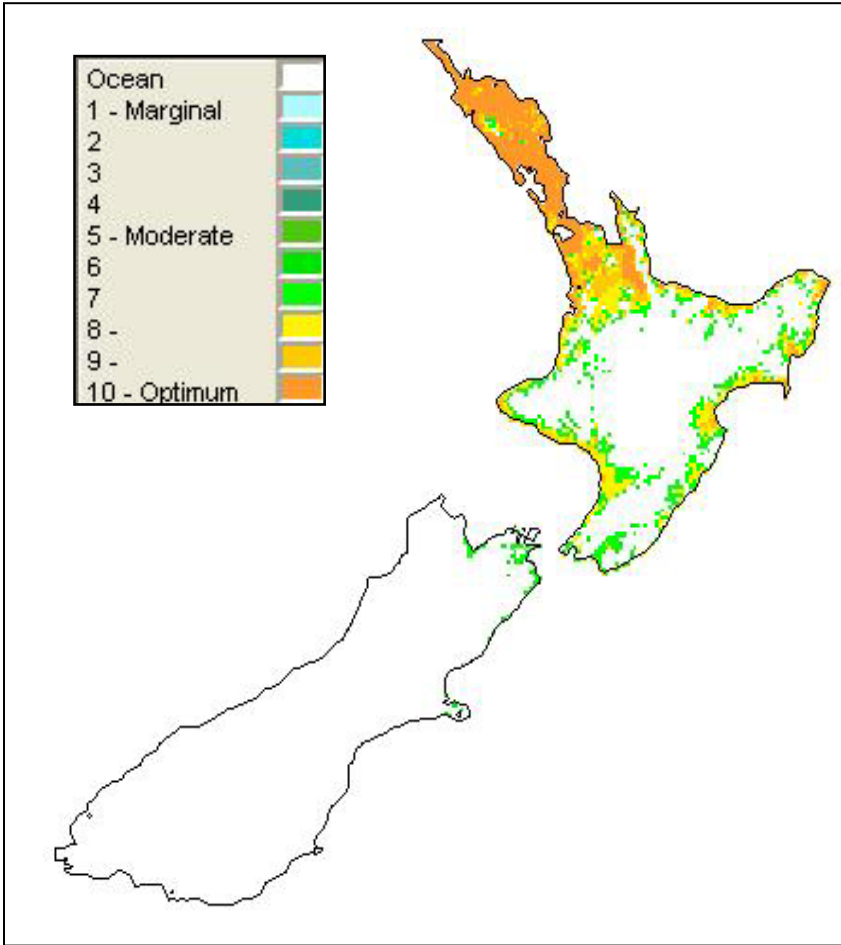 Ocean
1 - Marginal
2
3
4
5 - Moderate
6
7
8 -
9 -
10 - Optimum